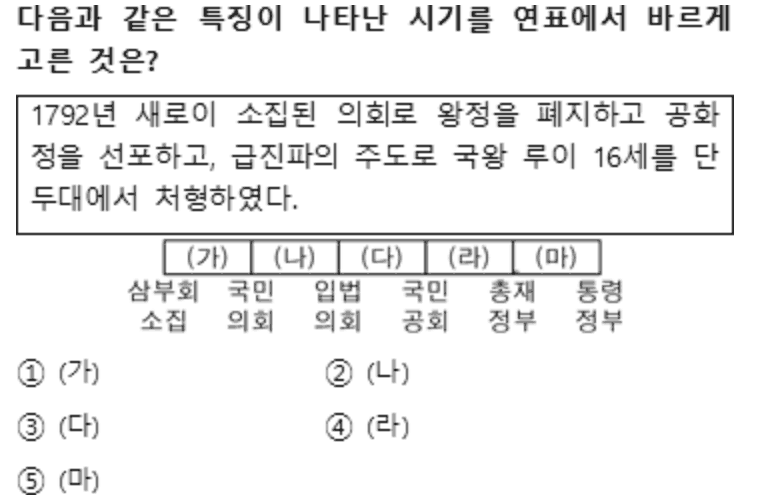 다음과 같은 특징이 나타난 시기를 연표에서 바르게
고른 것은?
1792년 새로이 소집된 의회로 왕정을 폐지하고 공화
정을 선포하고, 급진파의 주도로 국왕 루이 16세를 단
두대에서 처형하였다.
(가) (나) (다) (라) (마)
삼부회 국민 입법 국민 총재 통령
소집 의회 의회 공회 정부 정부
① (가) ② (나)
③ (다) ④ (라)
⑤ (마)